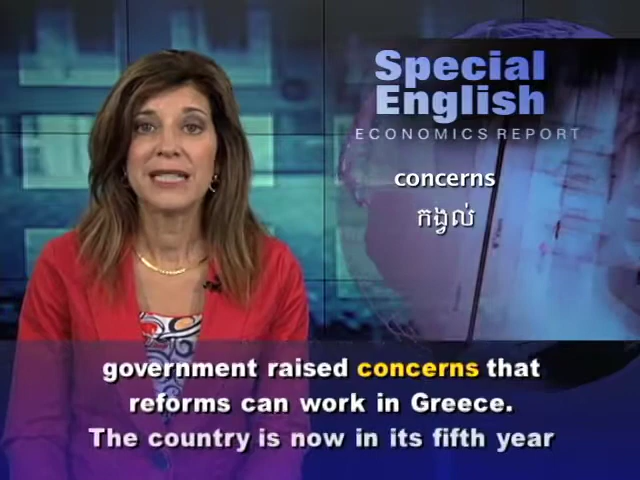 Special
English
ECONOMICS REPORT
concerns
កង្វល់
government raised concerns that
reforms can work in Greece.
The country is now in its fifth year